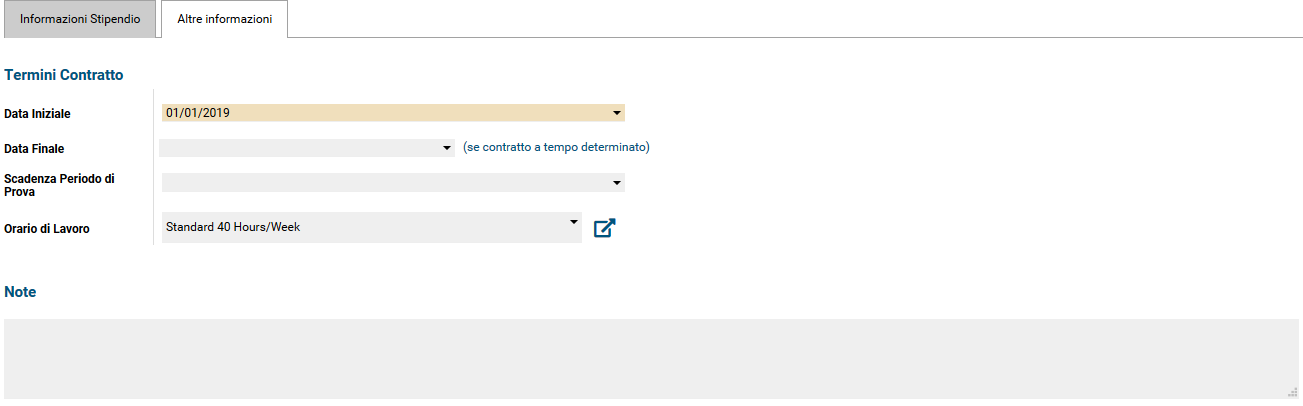 Informazioni Stipendio
Altre informazioni
Termini Contratto
Data Iniziale
01/01/2019
Data Finale
(se contratto a tempo determinato)
Scadenza Periodo di
Prova
Orario di Lavoro
Standard 40 Hours/Week
Note